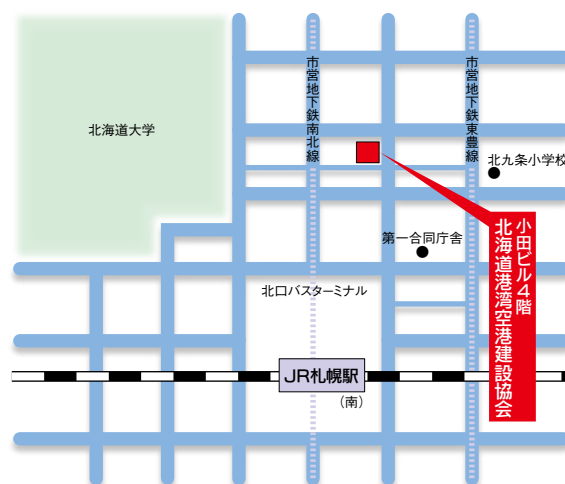 市営地下鉄南北線
市営地下鉄東豊線
北海道大学
北九条小学校
小田ビル4階
北海道港湾空港建設協会
第一合同庁舎
北口バスターミナル
JR札幌駅
(南)